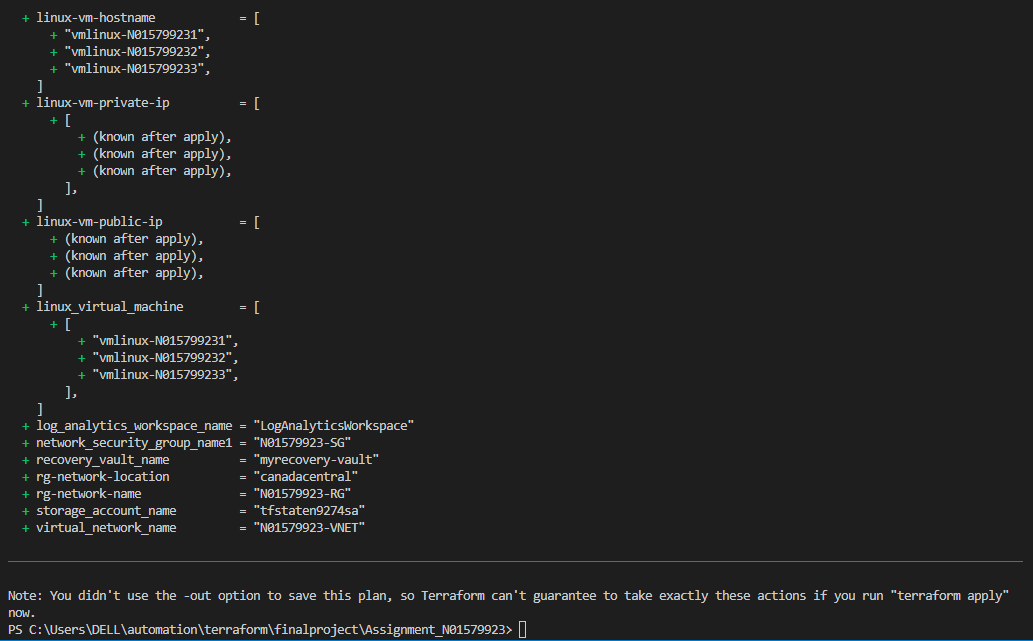 + linux-vm-hostname            = [
    + "vmlinux-N015799231",
    + "vmlinux-N015799232",
    + "vmlinux-N015799233",
  ]
+ linux-vm-private-ip          = [
    + [
        + (known after apply),
        + (known after apply),
        + (known after apply),
      ],
  ]
+ linux-vm-public-ip           = [
    + (known after apply),
    + (known after apply),
    + (known after apply),
  ]
+ linux_virtual_machine        = [
    + [
        + "vmlinux-N015799231",
        + "vmlinux-N015799232",
        + "vmlinux-N015799233",
      ],
  ]
+ log_analytics_workspace_name = "LogAnalyticsWorkspace"
+ network_security_group_name1 = "N01579923-SG"
+ recovery_vault_name          = "myrecovery-vault"
+ rg-network-location          = "canadacentral"
+ rg-network-name              = "N01579923-RG"
+ storage_account_name         = "tfstaten9274sa"
+ virtual_network_name         = "N01579923-VNET"
Note: You didn't use the -out option to save this plan, so Terraform can't guarantee to take exactly these actions if you run "terraform apply"
now.
PS C:\Users\DELL\automation\terraform\finalproject\Assignment_N01579923>